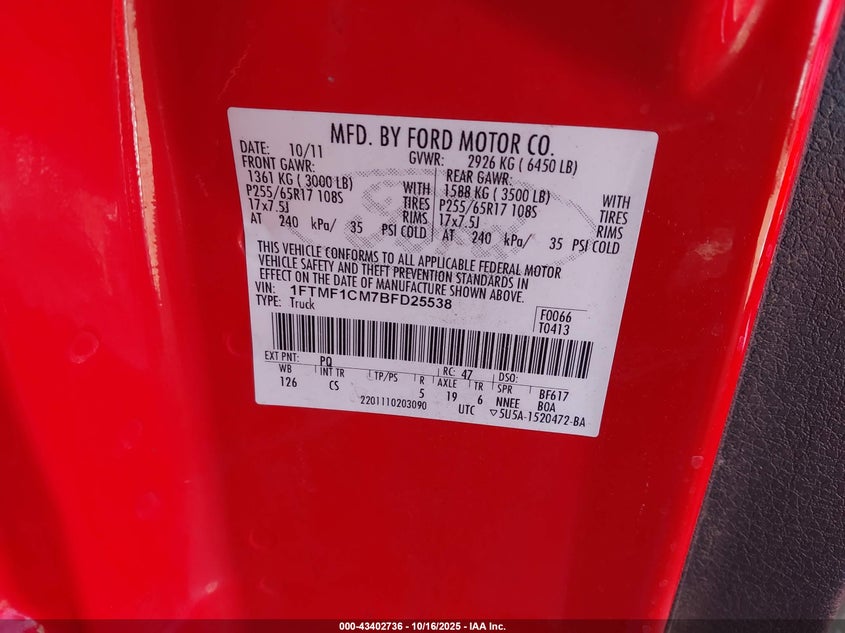 MFD. BY FORD MOTOR CO.
DATE: 10/11 GVWR: 2926 KG ( 6450 LB)
FRONT GAWR: REAR GAWR:
1361 KG ( 3000 LB) WITH 1588 KG ( 3500 LB) WITH
P255/65R17 108S TIRES P255/65R17 108S TIRES
17x7.5J RIMS 17x7.5J RIMS
AT 240 kPa/ 35 PSI COLD AT 240 kPa/ 35 PSI COLD
THIS VEHICLE CONFORMS TO ALL APPLICABLE FEDERAL MOTOR
VEHICLE SAFETY AND THEFT PREVENTION STANDARDS IN
EFFECT ON THE DATE OF MANUFACTURE SHOWN ABOVE.
VIN: 1FTMF1CM7BFD25538
TYPE: Truck
F0066
T0413
EXT PNT: PQ RC: 47 DSO:
WB INT TR TP/PS R AXLE TR SPR BF617
126 CS 5 19 6 NNEE BOA
2201110203090 UTC ▽5U5A-1520472-BA
000-43402736 - 10/16/2025 - IAA Inc.